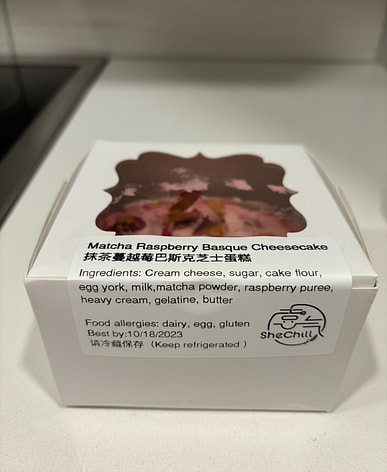 Matcha Raspberry Basque Cheesecake
抹茶蔓越莓巴斯克芝士蛋糕
Ingredients: Cream cheese, sugar, cake flour,
egg york, milk,matcha powder, raspberry puree,
heavy cream, gelatine, butter
Food allergies: dairy, egg, gluten
Best by:10/18/2023
请冷藏保存（Keep refrigerated ）
SheChill